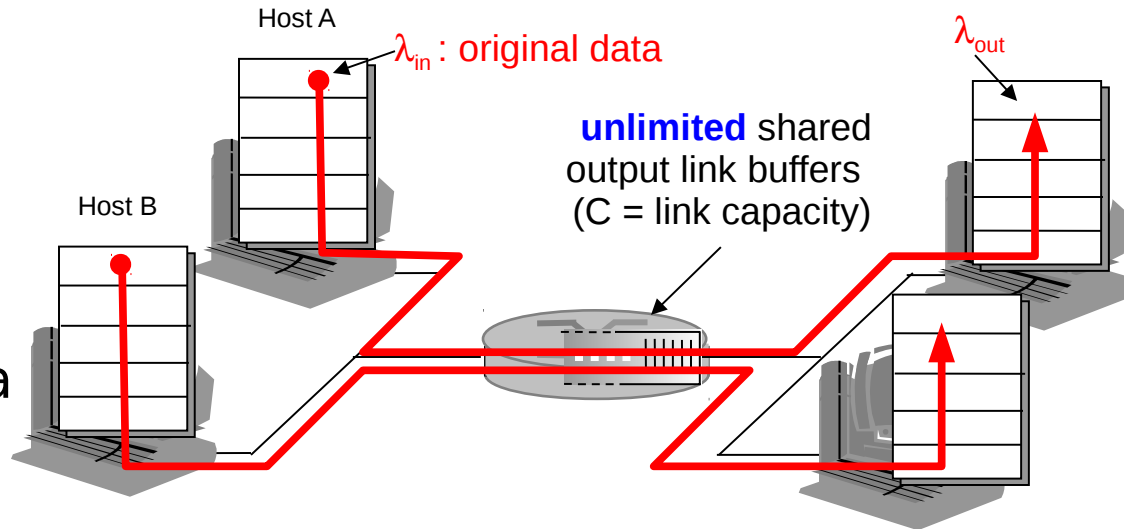 Host A
λin : original data
λout
unlimited shared
output link buffers
(C = link capacity)
Host B
a